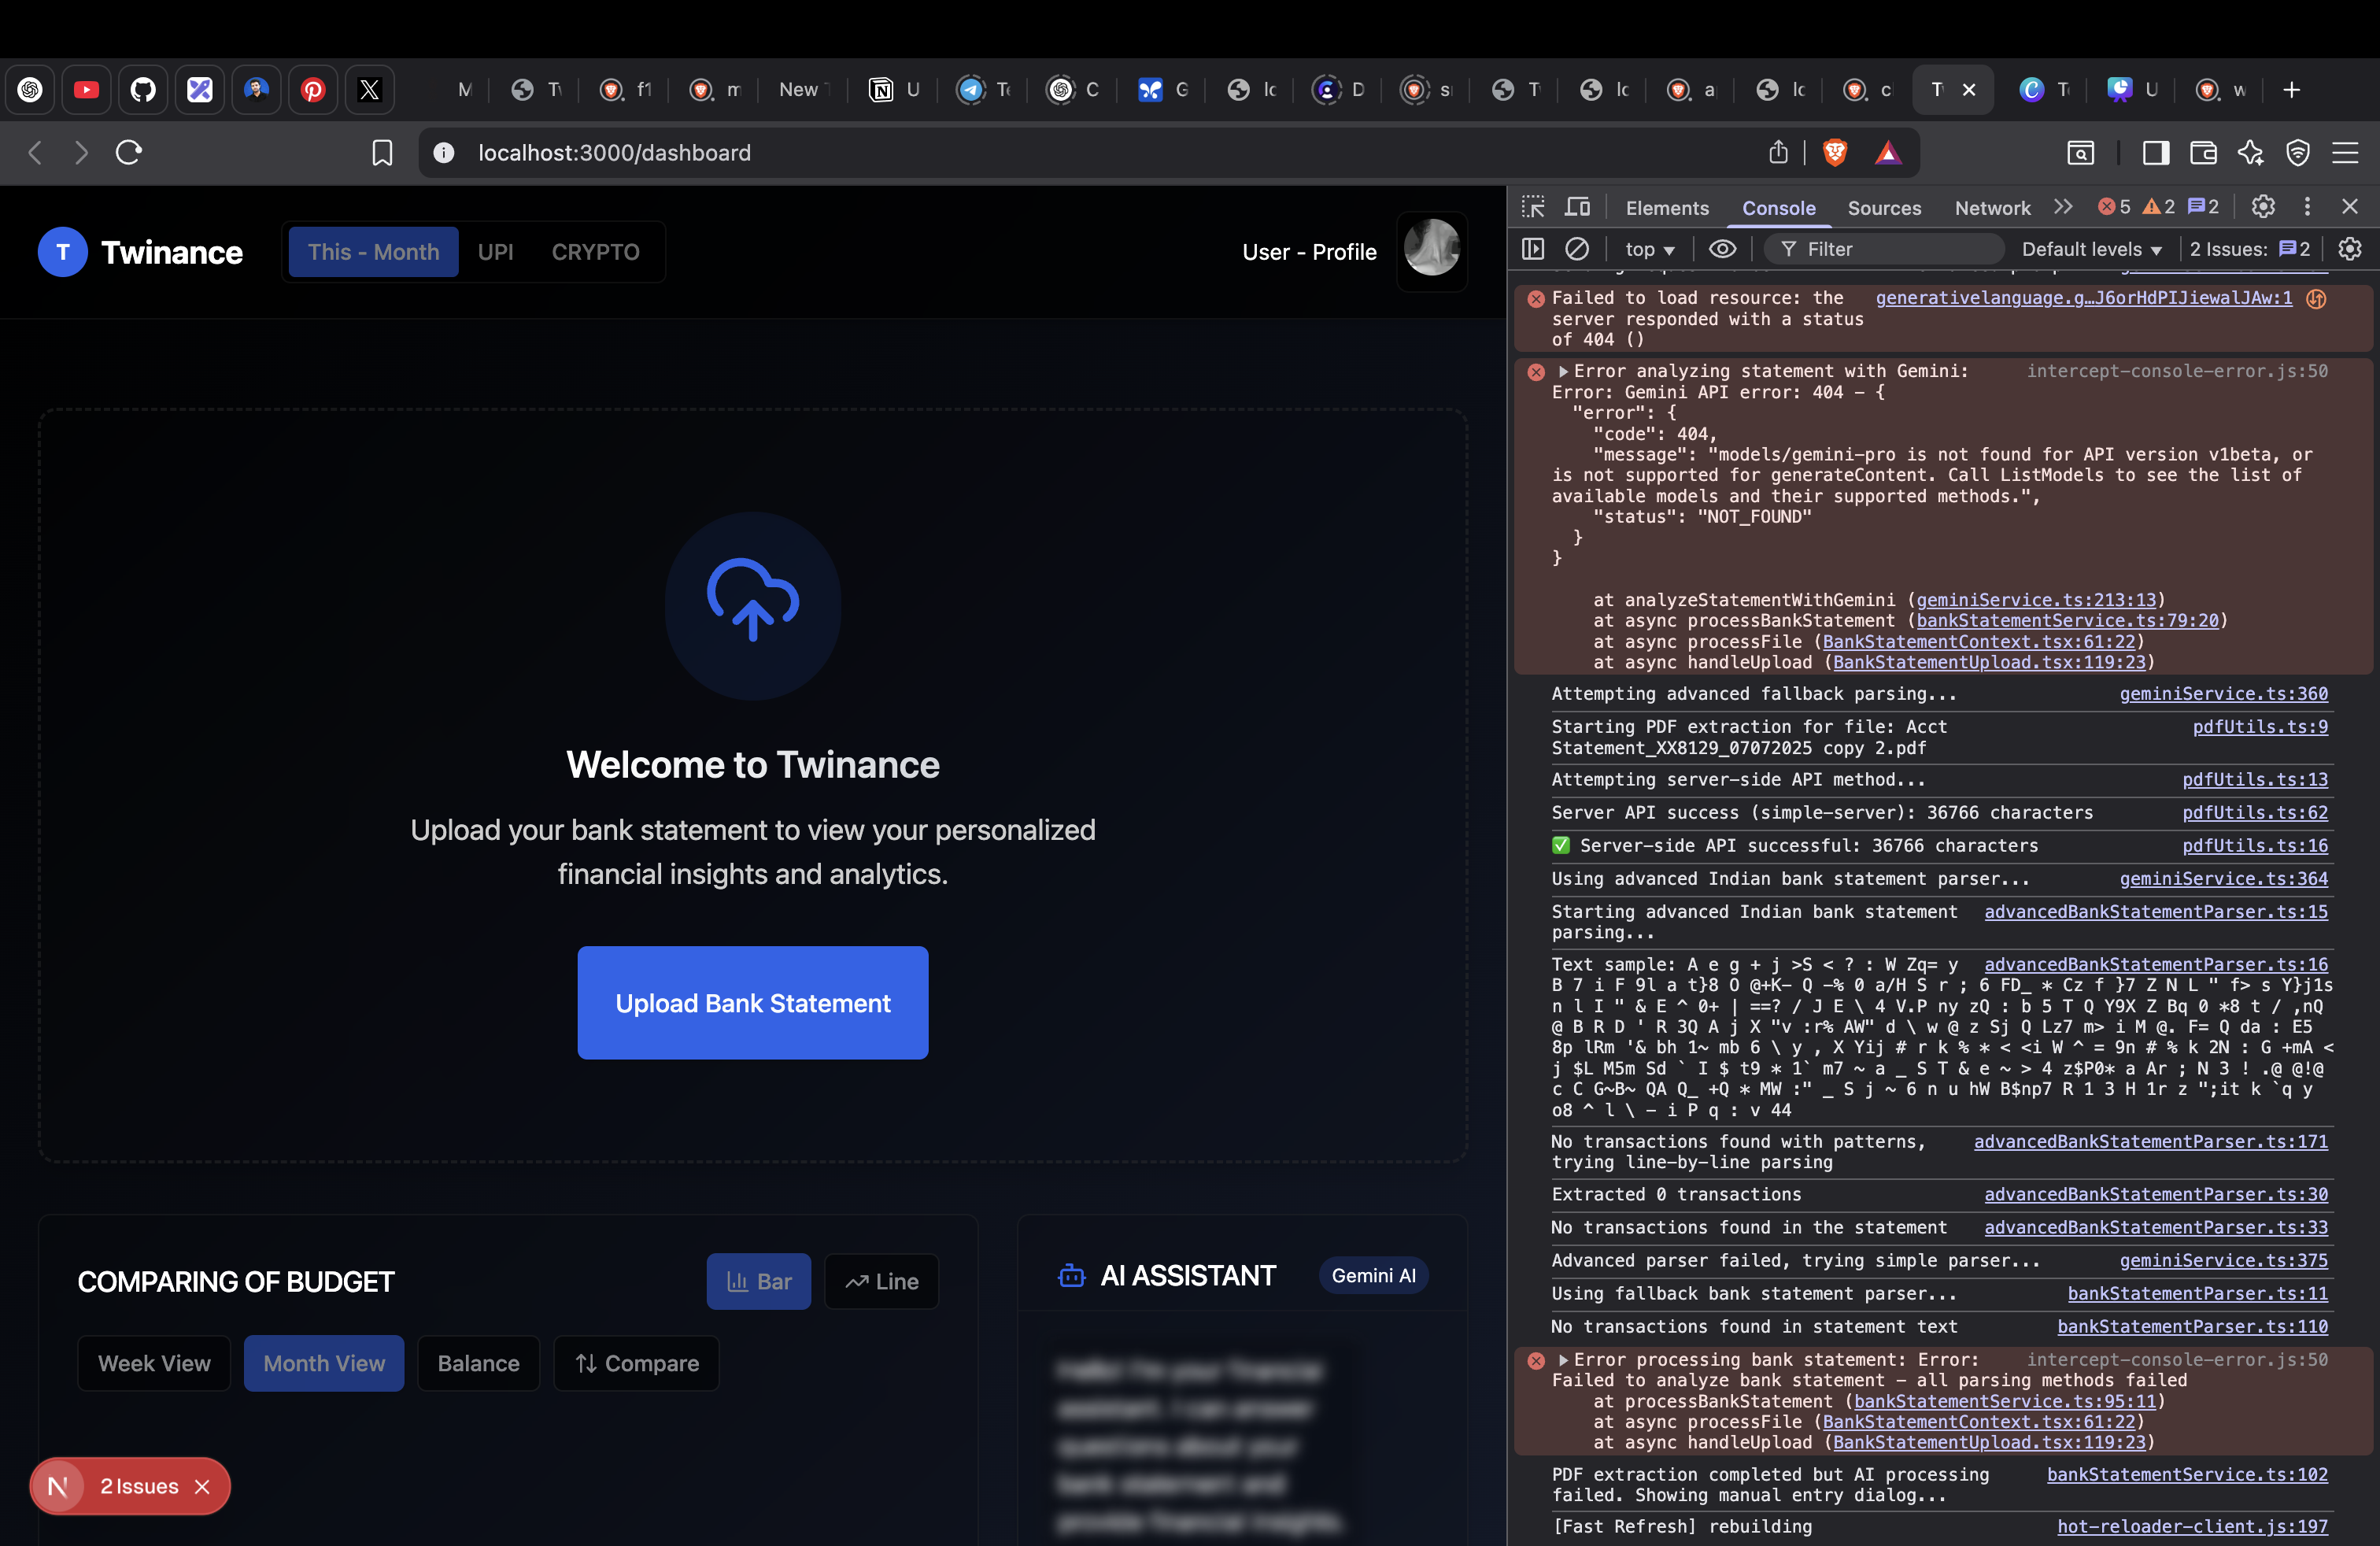 M
Tv
f1
m
New T
U
Te
C
G
Ic
D
s
T
Ic
a
Ic
c
T
T
U
w
localhost:3000/dashboard
T
Twinance
This - Month
UPI
CRYPTO
User - Profile
Welcome to Twinance
Upload your bank statement to view your personalized
financial insights and analytics.
Upload Bank Statement
COMPARING OF BUDGET
Bar
Line
Week View
Month View
Balance
Compare
AI ASSISTANT
Gemini AI
Hello! I'm your financial
assistant. I can answer
questions about your
bank statement and
provide financial insights.
N
2 Issues
Elements
Console
Sources
Network
5
2
2
top
Filter
Default levels
2 Issues:
2
Failed to load resource: the generativelanguage.g…J6orHdPIJiewalJAw:1
server responded with a status
of 404 ()
Error analyzing statement with Gemini: intercept-console-error.js:50
Error: Gemini API error: 404 - {
"error": {
"code": 404,
"message": "models/gemini-pro is not found for API version v1beta, or
is not supported for generateContent. Call ListModels to see the list of
available models and their supported methods.",
"status": "NOT_FOUND"
}
}
at analyzeStatementWithGemini (geminiService.ts:213:13)
at async processBankStatement (bankStatementService.ts:79:20)
at async processFile (BankStatementContext.tsx:61:22)
at async handleUpload (BankStatementUpload.tsx:119:23)
Attempting advanced fallback parsing... geminiService.ts:360
Starting PDF extraction for file: Acct pdfUtils.ts:9
Statement_XX8129_07072025 copy 2.pdf
Attempting server-side API method... pdfUtils.ts:13
Server API success (simple-server): 36766 characters pdfUtils.ts:62
✅ Server-side API successful: 36766 characters pdfUtils.ts:16
Using advanced Indian bank statement parser... geminiService.ts:364
Starting advanced Indian bank statement advancedBankStatementParser.ts:15
parsing...
Text sample: A e g + j >S < ? : W Zq= y advancedBankStatementParser.ts:16
B 7 i F 9l a t}8 O @+K- Q -% 0 a/H S r ; 6 FD_ * Cz f }7 Z N L " f> s Y}j1s
n l I " & E ^ 0+ | ==? / J E \ 4 V.P ny zQ : b 5 T Q Y9X Z Bq 0 *8 t / ,nQ
@ B R D ' R 3Q A j X "v :r% AW" d \ w @ z Sj Q Lz7 m> i M @. F= Q da : E5
8p lRm '& bh 1~ mb 6 \ y , X Yij # r k % * < <i W ^ = 9n # % k 2N : G +mA <
j $L M5m Sd ` I $ t9 * 1` m7 ~ a _ S T & e ~ > 4 z$P0* a Ar ; N 3 ! .@ @!@
c C G~B~ QA Q_ +Q * MW :" _ S j ~ 6 n u hW B$np7 R 1 3 H 1r z ";it k `q y
o8 ^ l \ - i P q : v 44
No transactions found with patterns, advancedBankStatementParser.ts:171
trying line-by-line parsing
Extracted 0 transactions advancedBankStatementParser.ts:30
No transactions found in the statement advancedBankStatementParser.ts:33
Advanced parser failed, trying simple parser... geminiService.ts:375
Using fallback bank statement parser... bankStatementParser.ts:11
No transactions found in statement text bankStatementParser.ts:110
Error processing bank statement: Error: intercept-console-error.js:50
Failed to analyze bank statement - all parsing methods failed
at processBankStatement (bankStatementService.ts:95:11)
at async processFile (BankStatementContext.tsx:61:22)
at async handleUpload (BankStatementUpload.tsx:119:23)
PDF extraction completed but AI processing bankStatementService.ts:102
failed. Showing manual entry dialog...
[Fast Refresh] rebuilding hot-reloader-client.js:197